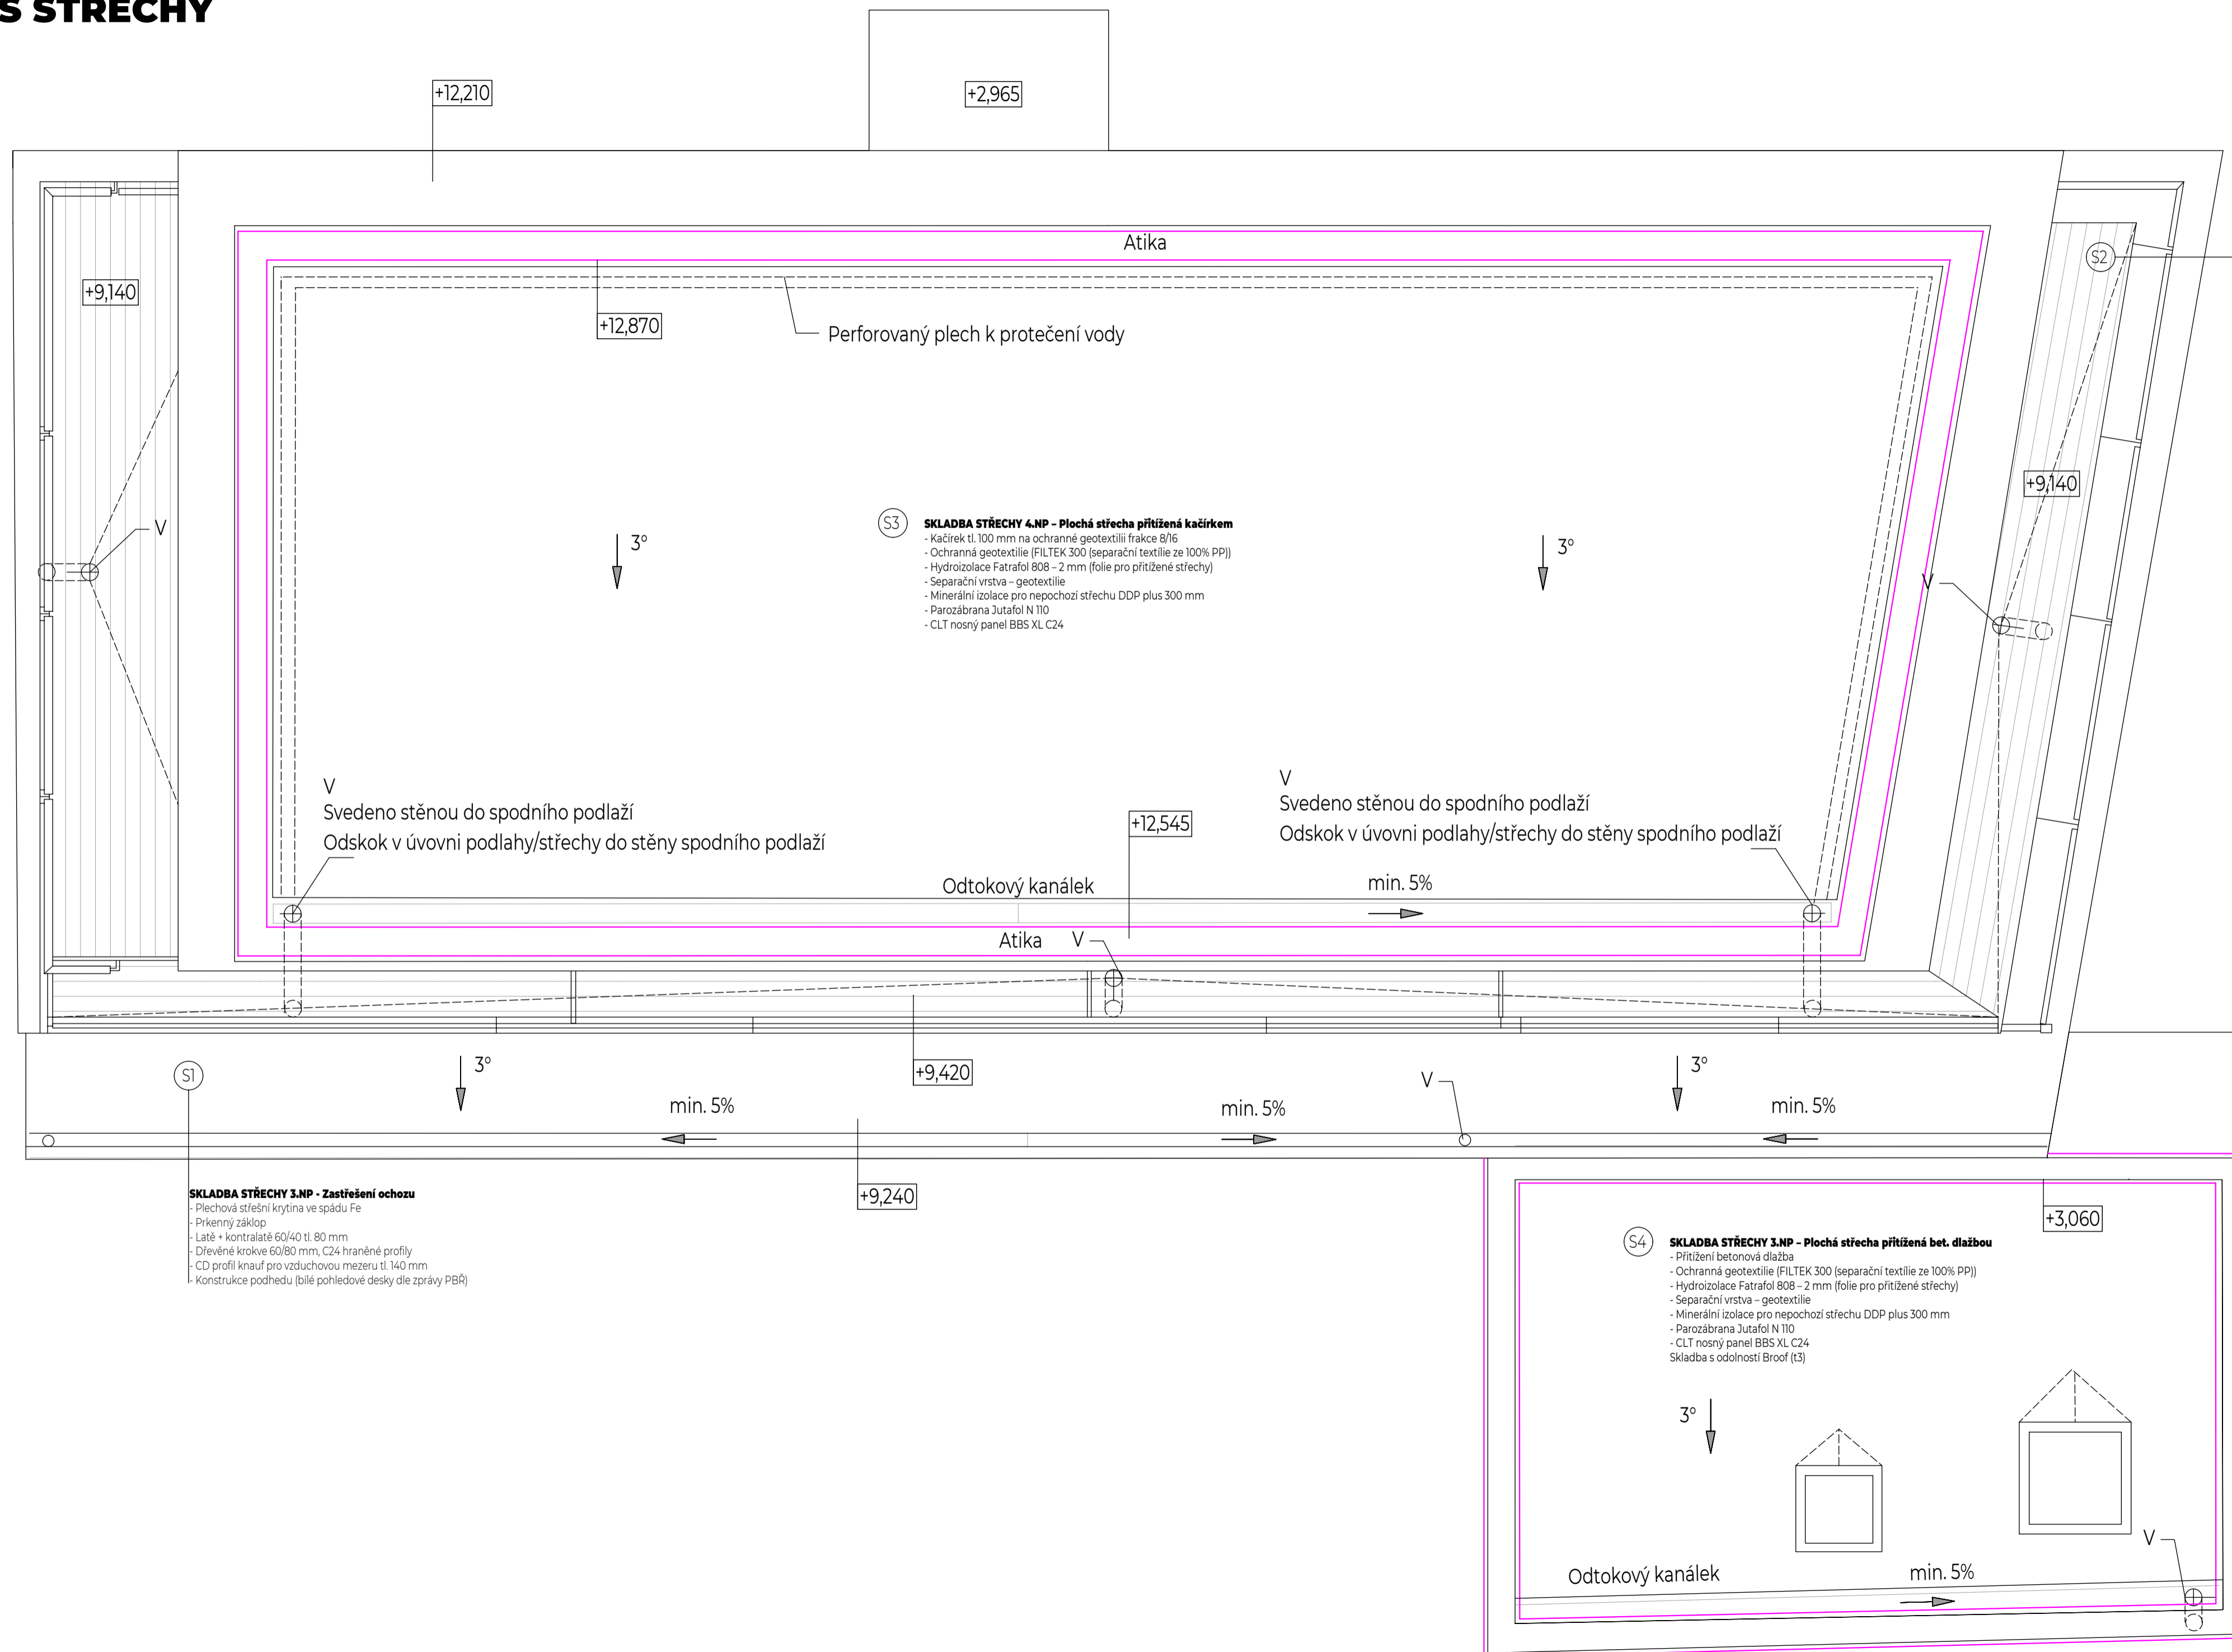 S STŘECHY
+12,210
+2,965
Atika
S2
+9,140
+12,870
Perforovaný plech k protečení vody
+9,140
V
S3
SKLADBA STŘECHY 4.NP – Plochá střecha přitížená kačírkem
- Kačírek tl. 100 mm na ochranné geotextilii frakce 8/16
- Ochranná geotextilie (FILTEK 300 (separační textílie ze 100% PP))
- Hydroizolace Fatrafol 808 – 2 mm (folie pro přitížené střechy)
- Separační vrstva – geotextilie
- Minerální izolace pro nepochozí střechu DDP plus 300 mm
- Parozábrana Jutafol N 110
- CLT nosný panel BBS XL C24
3°
3°
V
V
Svedeno stěnou do spodního podlaží
Odskok v úvovni podlahy/střechy do stěny spodního podlaží
V
Svedeno stěnou do spodního podlaží
Odskok v úvovni podlahy/střechy do stěny spodního podlaží
+12,545
Odtokový kanálek
min. 5%
Atika
V
S1
3°
+9,420
V
3°
min. 5%
min. 5%
min. 5%
+9,240
SKLADBA STŘECHY 3.NP - Zastřešení ochozu
- Plechová střešní krytina ve spádu Fe
- Prkenný záklop
- Latě + kontralatě 60/40 tl. 80 mm
- Dřevěné krokve 60/80 mm, C24 hraněné profily
- CD profil knauf pro vzduchovou mezeru tl. 140 mm
- Konstrukce podhedu (bílé pohledové desky dle zprávy PBŘ)
+3,060
S4
SKLADBA STŘECHY 3.NP – Plochá střecha přitížená bet. dlažbou
- Přitížení betonová dlažba
- Ochranná geotextilie (FILTEK 300 (separační textílie ze 100% PP))
- Hydroizolace Fatrafol 808 – 2 mm (folie pro přitížené střechy)
- Separační vrstva – geotextilie
- Minerální izolace pro nepochozí střechu DDP plus 300 mm
- Parozábrana Jutafol N 110
- CLT nosný panel BBS XL C24
Skladba s odolností Broof (t3)
3°
V
Odtokový kanálek
min. 5%